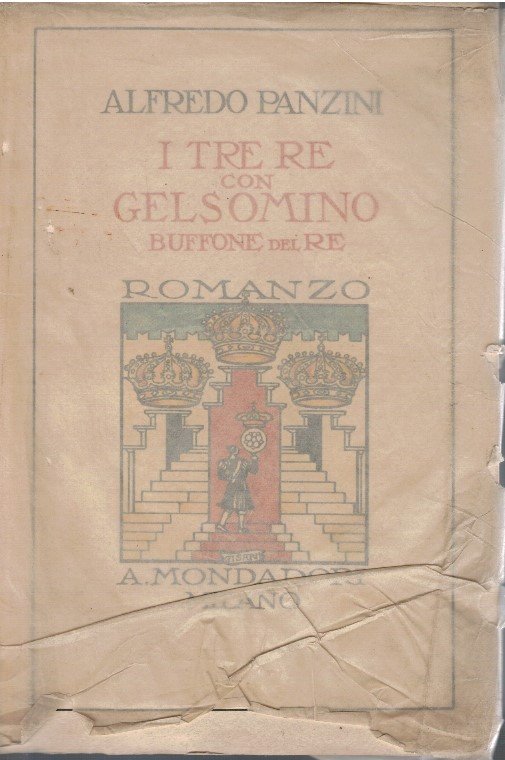 ALFREDO PANZINI
I TRE RE
CON
GELSOMINO
BUFFONE DEL RE
ROMANZO
A. MONDADORI
MILANO